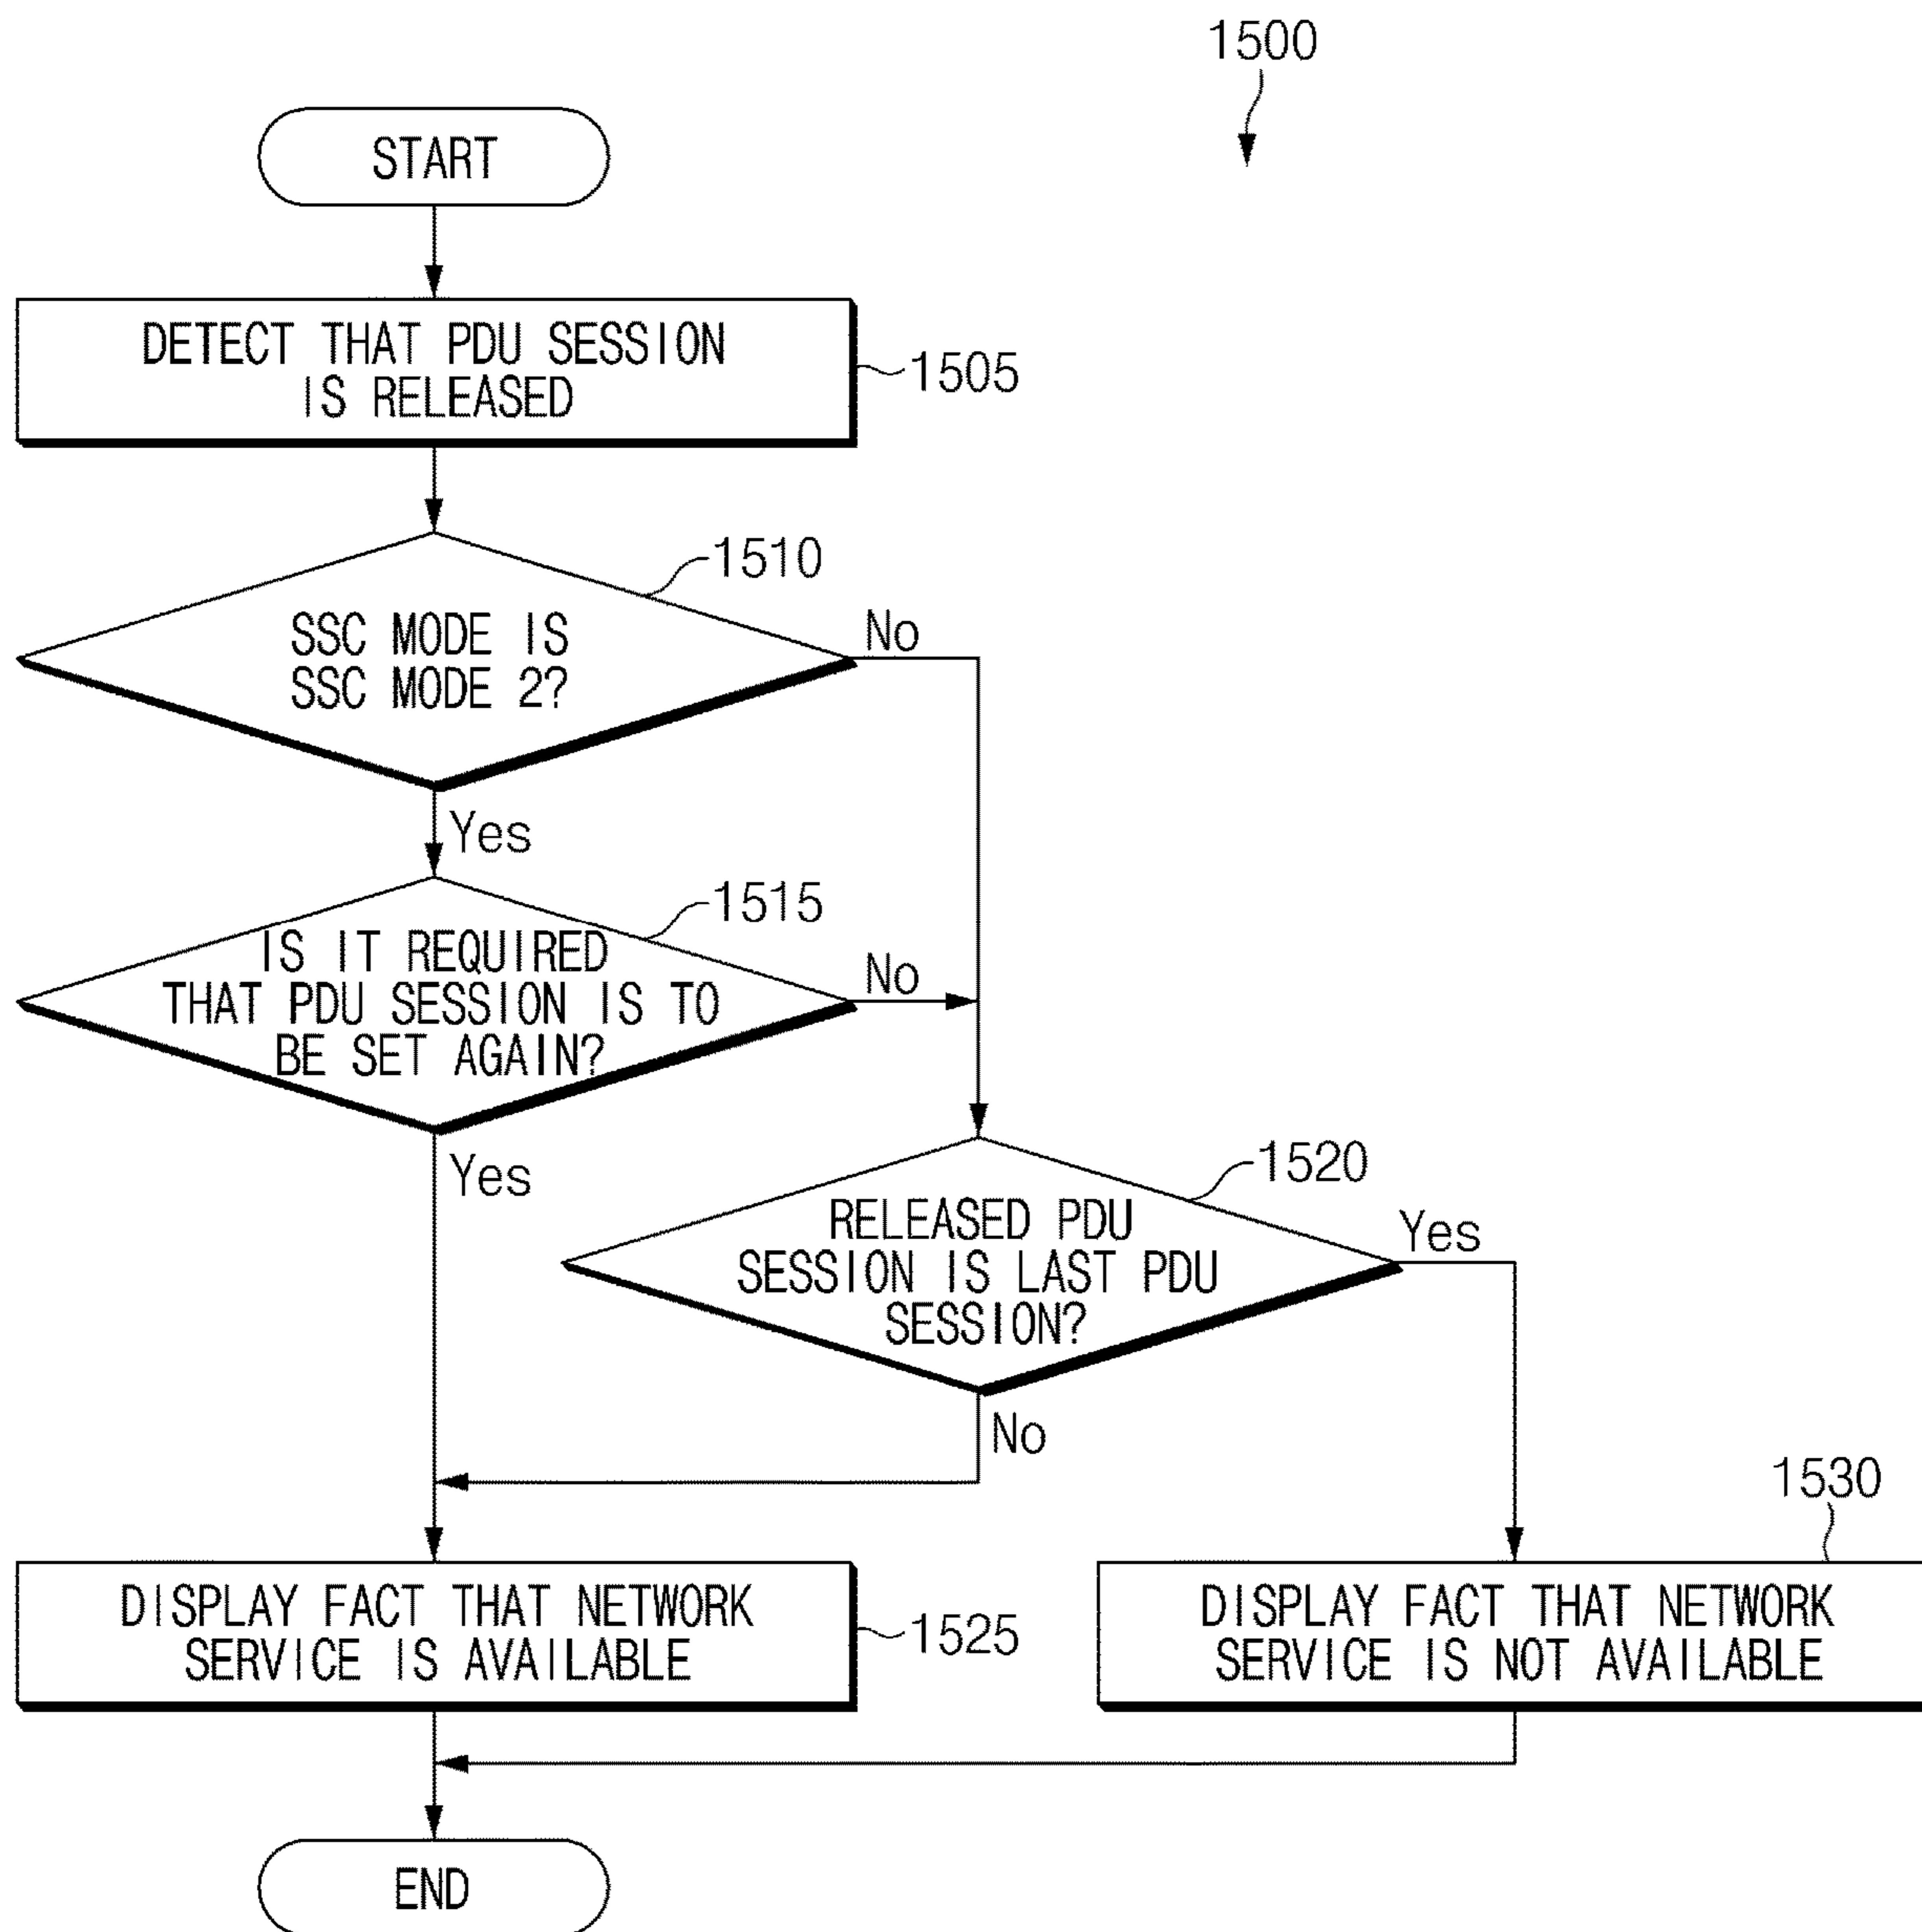 1500
START
DETECT THAT PDU SESSION
IS RELEASED
1505
1510
SSC MODE IS
SSC MODE 2?
No
Yes
1515
IS IT REQUIRED
THAT PDU SESSION IS TO
BE SET AGAIN?
No
Yes
1520
RELEASED PDU
SESSION IS LAST PDU
SESSION?
Yes
No
1530
DISPLAY FACT THAT NETWORK
SERVICE IS AVAILABLE
1525
DISPLAY FACT THAT NETWORK
SERVICE IS NOT AVAILABLE
END